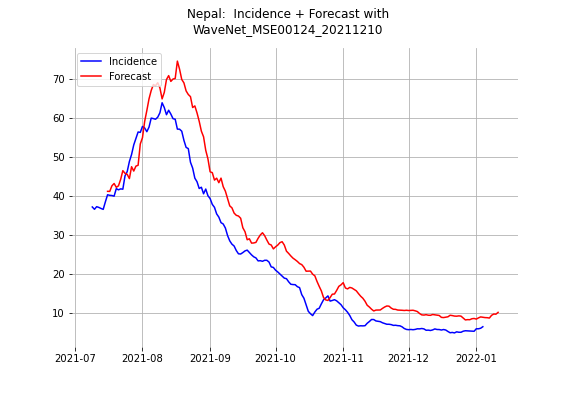 Nepal:  Incidence + Forecast with
WaveNet_MSE00124_20211210
Incidence
Forecast
70
60
50
40
30
20
10
2021-07 2021-08 2021-09 2021-10 2021-11 2021-12 2022-01